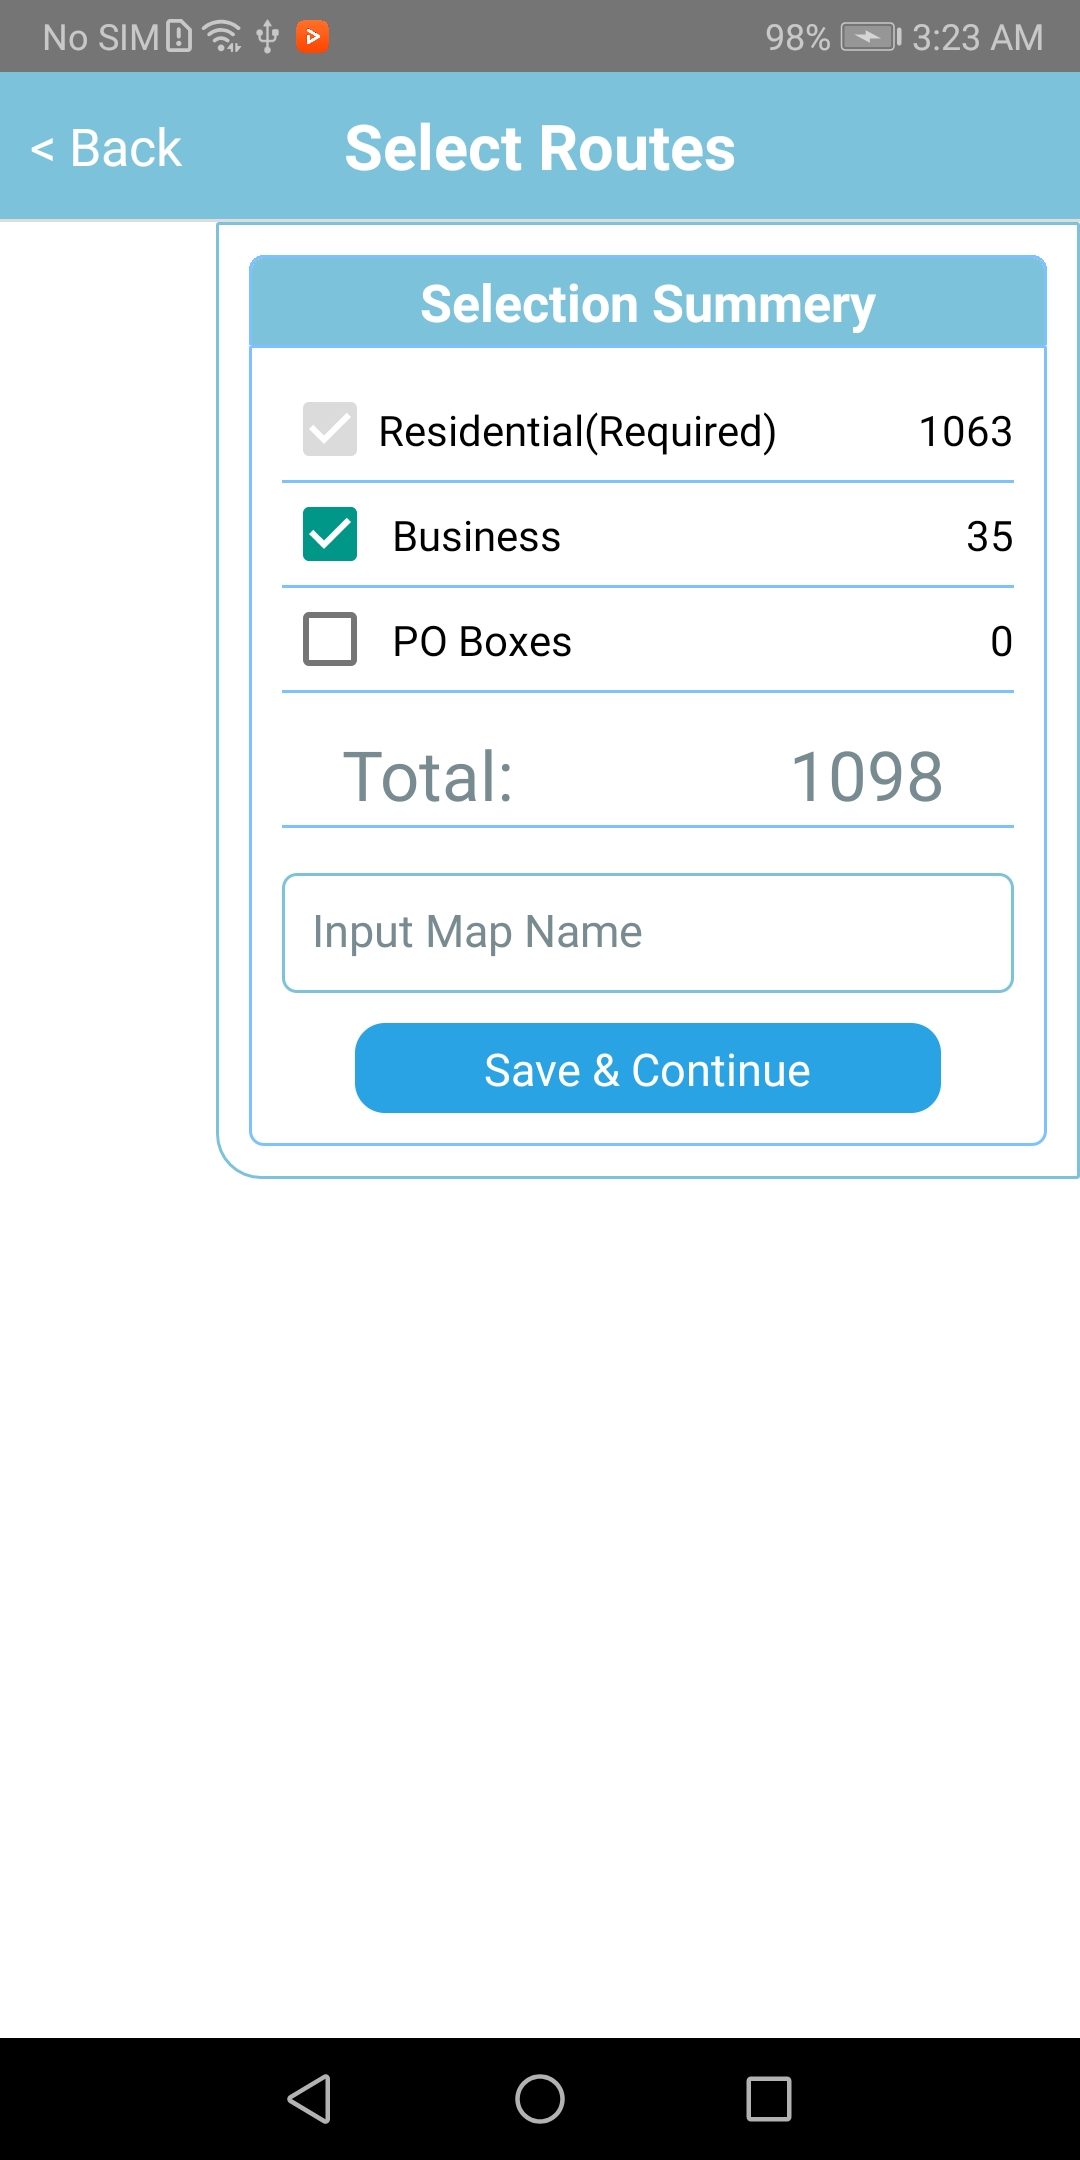 No SIM 98% 3:23 AM
< Back Select Routes
Selection Summery
Residential(Required) 1063
Business 35
PO Boxes 0
Total: 1098
Input Map Name
Save & Continue